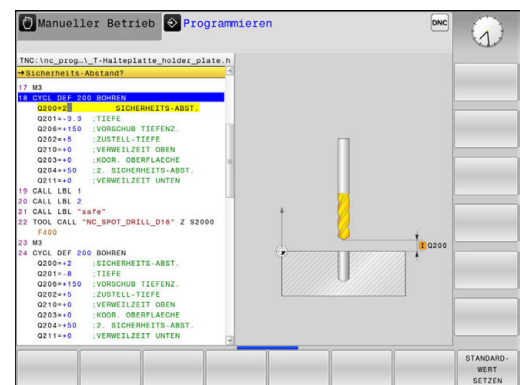 Manueller Betrieb
Programmieren
DNC
TNC:\nc_prog…\_T-Halteplatte_holder_plate.h
→Sicherheits-Abstand?
17 M3
18 CYCL DEF 200 BOHREN
Q200=2 SICHERHEITS-ABST.
Q201=-3.3 ;TIEFE
Q206=+150 ;VORSCHUB TIEFENZ.
Q202=+5 ;ZUSTELL-TIEFE
Q210=+0 ;VERWEILZEIT OBEN
Q203=+0 ;KOOR. OBERFLAECHE
Q204=+50 ;2. SICHERHEITS-ABST.
Q211=+0 ;VERWEILZEIT UNTEN
19 CALL LBL 1
20 CALL LBL 2
21 CALL LBL "safe"
22 TOOL CALL "NC_SPOT_DRILL_D16" Z S2000
F400
23 M3
24 CYCL DEF 200 BOHREN
Q200=+2 ;SICHERHEITS-ABST.
Q201=-8 ;TIEFE
Q206=+150 ;VORSCHUB TIEFENZ.
Q202=+5 ;ZUSTELL-TIEFE
Q210=+0 ;VERWEILZEIT OBEN
Q203=+0 ;KOOR. OBERFLAECHE
Q204=+50 ;2. SICHERHEITS-ABST.
Q211=+0 ;VERWEILZEIT UNTEN
Q200
STANDARD-
WERT
SETZEN